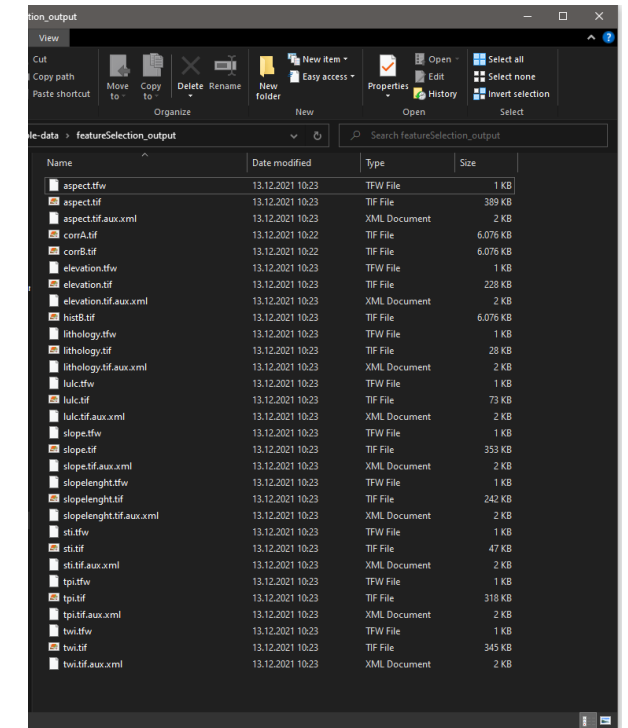 tion_output
View
Cut
Copy path
Paste shortcut
Move to
Copy to
Delete
Rename
New folder
New item
Easy access
Properties
Open
Edit
History
Select all
Select none
Invert selection
Organize
New
Open
Select
le-data > featureSelection_output
Search featureSelection_output
Name Date modified Type Size
aspect.tfw 13.12.2021 10:23 TFW File 1 KB
aspect.tif 13.12.2021 10:23 TIF File 389 KB
aspect.tif.aux.xml 13.12.2021 10:23 XML Document 2 KB
corrA.tif 13.12.2021 10:22 TIF File 6.076 KB
corrB.tif 13.12.2021 10:22 TIF File 6.076 KB
elevation.tfw 13.12.2021 10:23 TFW File 1 KB
elevation.tif 13.12.2021 10:23 TIF File 228 KB
elevation.tif.aux.xml 13.12.2021 10:23 XML Document 2 KB
histB.tif 13.12.2021 10:23 TIF File 6.076 KB
lithology.tfw 13.12.2021 10:23 TFW File 1 KB
lithology.tif 13.12.2021 10:23 TIF File 28 KB
lithology.tif.aux.xml 13.12.2021 10:23 XML Document 2 KB
lulc.tfw 13.12.2021 10:23 TFW File 1 KB
lulc.tif 13.12.2021 10:23 TIF File 73 KB
lulc.tif.aux.xml 13.12.2021 10:23 XML Document 2 KB
slope.tfw 13.12.2021 10:23 TFW File 1 KB
slope.tif 13.12.2021 10:23 TIF File 353 KB
slope.tif.aux.xml 13.12.2021 10:23 XML Document 2 KB
slopelenght.tfw 13.12.2021 10:23 TFW File 1 KB
slopelenght.tif 13.12.2021 10:23 TIF File 242 KB
slopelenght.tif.aux.xml 13.12.2021 10:23 XML Document 2 KB
sti.tfw 13.12.2021 10:23 TFW File 1 KB
sti.tif 13.12.2021 10:23 TIF File 47 KB
sti.tif.aux.xml 13.12.2021 10:23 XML Document 2 KB
tpi.tfw 13.12.2021 10:23 TFW File 1 KB
tpi.tif 13.12.2021 10:23 TIF File 318 KB
tpi.tif.aux.xml 13.12.2021 10:23 XML Document 2 KB
twi.tfw 13.12.2021 10:23 TFW File 1 KB
twi.tif 13.12.2021 10:23 TIF File 345 KB
twi.tif.aux.xml 13.12.2021 10:23 XML Document 2 KB